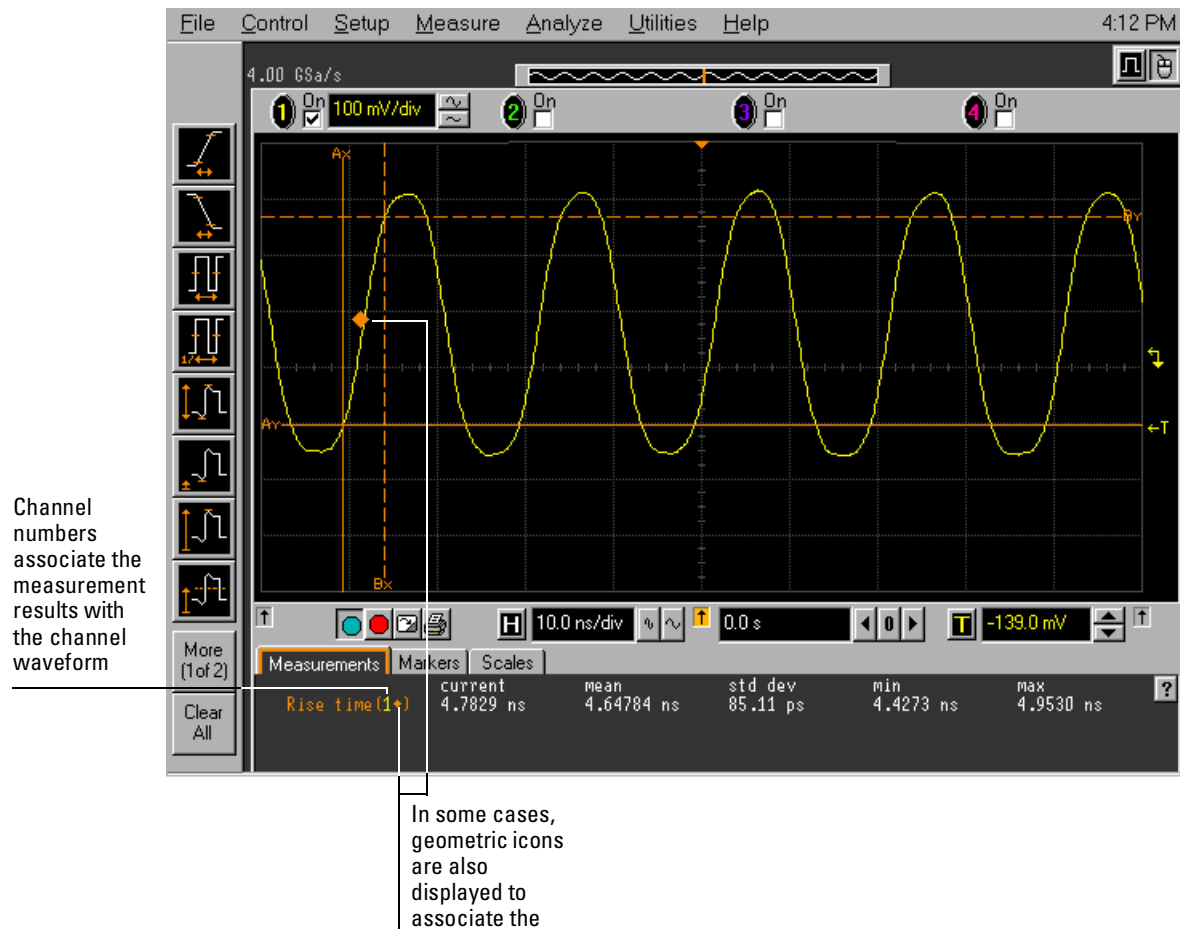 File Control Setup Measure Analyze Utilities Help 4:12 PM
4.00 GSa/s
1 On 100 mV/div 2 On 3 On 4 On
Ax
By
Ay
←T
Bx
1/
H 10.0 ns/div 0.0 s 0 T -139.0 mV
More
(1 of 2)
Clear
All
Measurements Markers Scales
current mean std dev min max ?
Rise time(1 ) 4.7829 ns 4.64784 ns 85.11 ps 4.4273 ns 4.9530 ns
Channel
numbers
associate the
measurement
results with
the channel
waveform
In some cases,
geometric icons
are also
displayed to
associate the